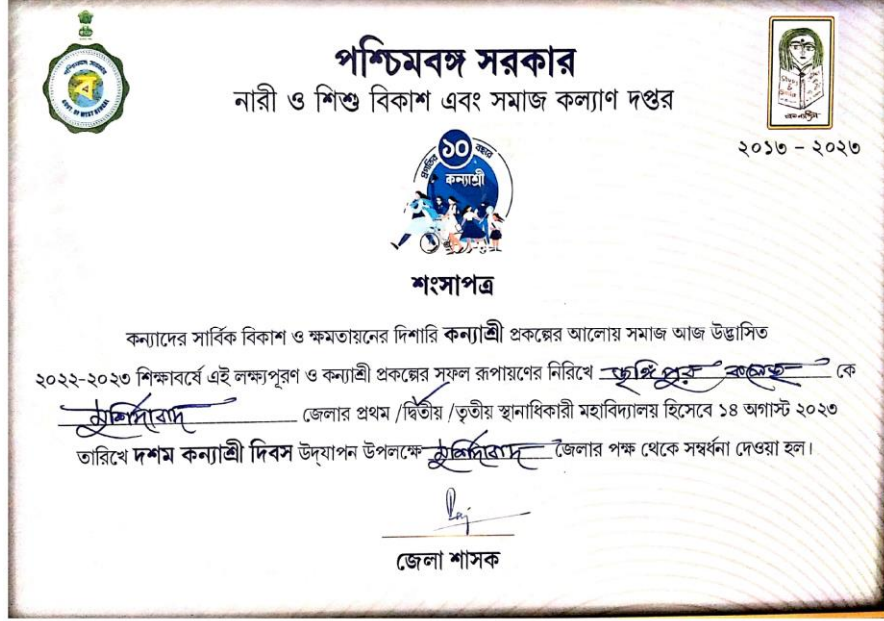 পশ্চিমবঙ্গ সরকার
নারী ও শিশু বিকাশ এবং সমাজ কল্যাণ দপ্তর
২০১৩ - ২০২৩
প্রগতির ১০ বছর
কন্যাশ্রী
শংসাপত্র
কন্যাদের সার্বিক বিকাশ ও ক্ষমতায়নের দিশারি কন্যাশ্রী প্রকল্পের আলোয় সমাজ আজ উদ্ভাসিত
২০২২-২০২৩ শিক্ষাবর্ষে এই লক্ষ্যপূরণ ও কন্যাশ্রী প্রকল্পের সফল রূপায়ণের নিরিখে জঙ্গিপুর কলেজ কে
মুর্শিদাবাদ জেলার প্রথম /দ্বিতীয় /তৃতীয় স্থানাধিকারী মহাবিদ্যালয় হিসেবে ১৪ অগাস্ট ২০২৩
তারিখে দশম কন্যাশ্রী দিবস উদ্‌যাপন উপলক্ষে মুর্শিদাবাদ জেলার পক্ষ থেকে সম্বর্ধনা দেওয়া হল।
জেলা শাসক